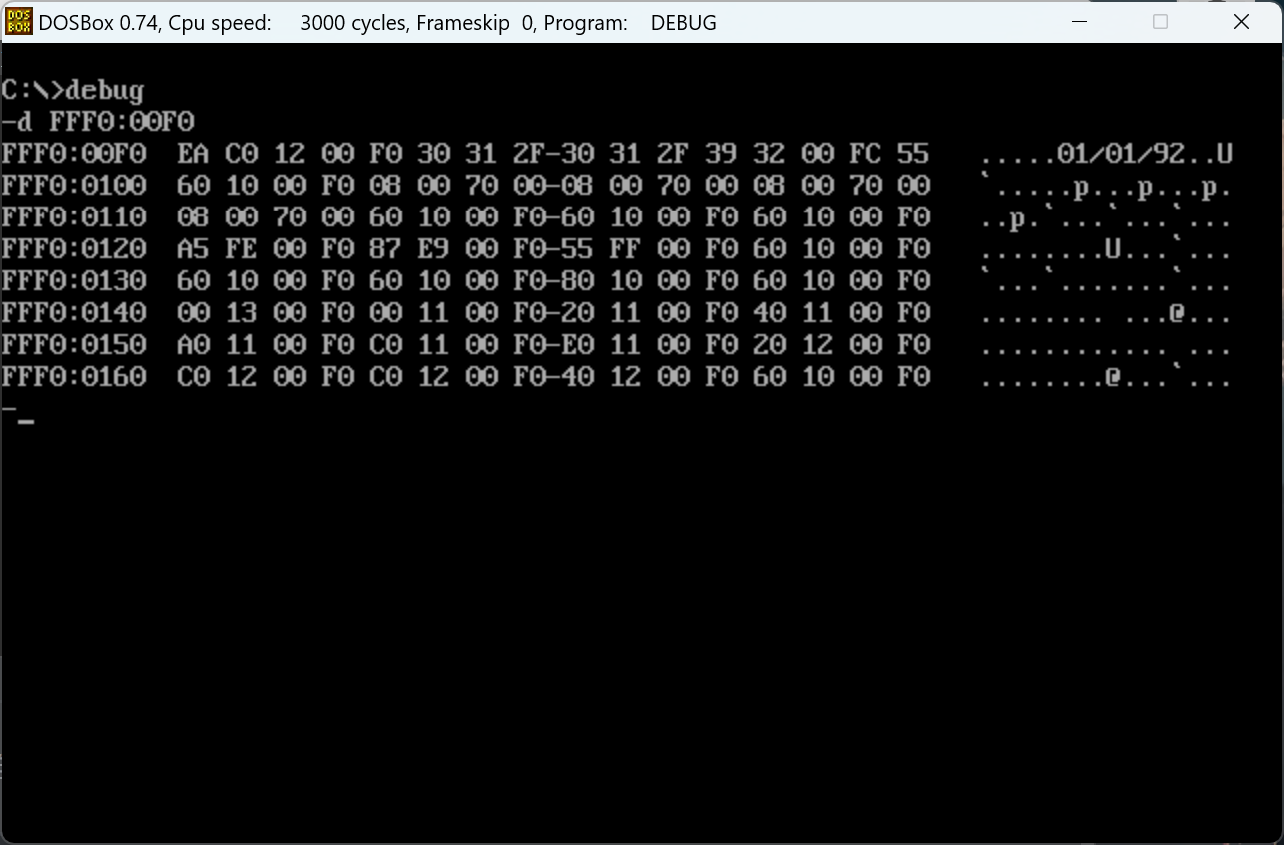 DOSBox 0.74, Cpu speed: 3000 cycles, Frameskip 0, Program: DEBUG
C:\>debug
-d FFF0:00F0
FFF0:00F0 EA C0 12 00 F0 30 31 2F-30 31 2F 39 32 00 FC 55 .....01/01/92..U
FFF0:0100 60 10 00 F0 08 00 70 00-08 00 70 00 08 00 70 00 `.....p...p...p.
FFF0:0110 08 00 70 00 60 10 00 F0-60 10 00 F0 60 10 00 F0 ..p.`...`...`...
FFF0:0120 A5 FE 00 F0 87 E9 00 F0-55 FF 00 F0 60 10 00 F0 ........U...`...
FFF0:0130 60 10 00 F0 60 10 00 F0-80 10 00 F0 60 10 00 F0 `...`.......`...
FFF0:0140 00 13 00 F0 00 11 00 F0-20 11 00 F0 40 11 00 F0 ........ ...@...
FFF0:0150 A0 11 00 F0 C0 11 00 F0-E0 11 00 F0 20 12 00 F0 ............ ...
FFF0:0160 C0 12 00 F0 C0 12 00 F0-40 12 00 F0 60 10 00 F0 ........@...`...
-_